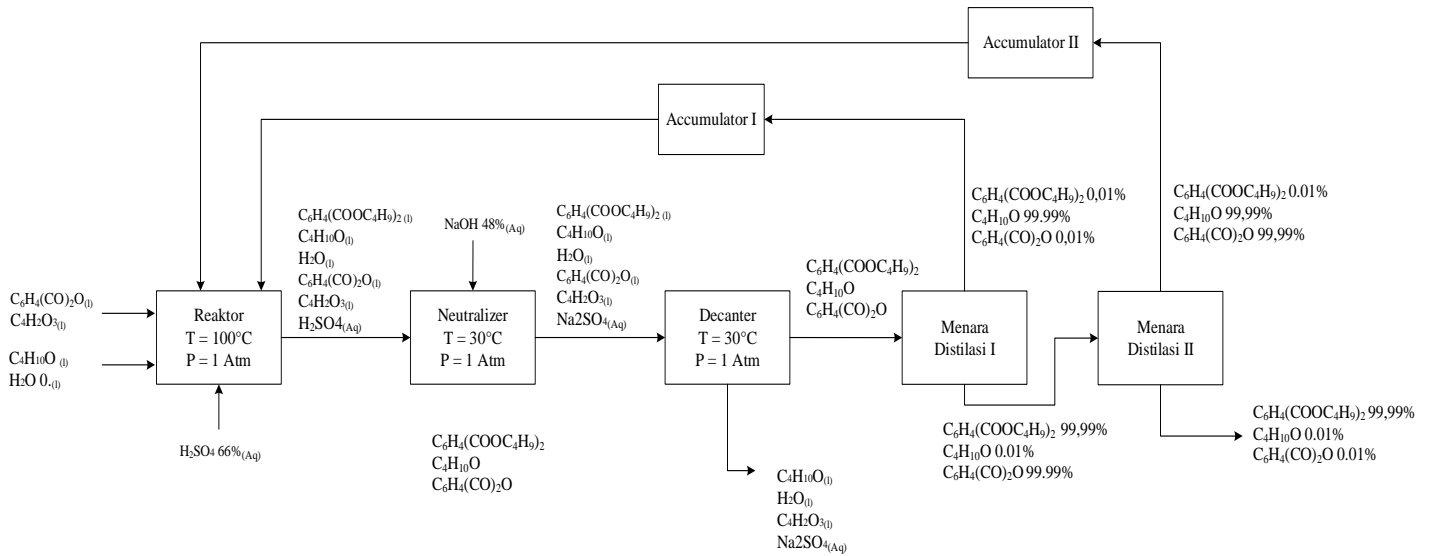 Accumulator II
Accumulator I
C₆H₄(COOC₄H₉)₂ 0,01%
C₄H₁₀O 99.99%
C₆H₄(CO)₂O 0,01%
C₆H₄(COOC₄H₉)₂ 0.01%
C₄H₁₀O 99,99%
C₆H₄(CO)₂O 99,99%
C₆H₄(COOC₄H₉)₂ (l)
C₄H₁₀O(l)
H₂O(l)
C₆H₄(CO)₂O(l)
C₄H₂O₃(l)
H₂SO4(Aq)
NaOH 48%(Aq)
C₆H₄(COOC₄H₉)₂ (l)
C₄H₁₀O(l)
H₂O(l)
C₆H₄(CO)₂O(l)
C₄H₂O₃(l)
Na2SO₄(Aq)
C₆H₄(COOC₄H₉)₂
C₄H₁₀O
C₆H₄(CO)₂O
C₆H₄(CO)₂O(l)
C₄H₂O₃(l)
C₄H₁₀O (l)
H₂O 0.(l)
Reaktor
T = 100°C
P = 1 Atm
Neutralizer
T = 30°C
P = 1 Atm
Decanter
T = 30°C
P = 1 Atm
Menara
Distilasi I
Menara
Distilasi II
H₂SO₄ 66%(Aq)
C₆H₄(COOC₄H₉)₂
C₄H₁₀O
C₆H₄(CO)₂O
C₄H₁₀O(l)
H₂O(l)
C₄H₂O₃(l)
Na2SO₄(Aq)
C₆H₄(COOC₄H₉)₂ 99,99%
C₄H₁₀O 0.01%
C₆H₄(CO)₂O 99.99%
C₆H₄(COOC₄H₉)₂ 99,99%
C₄H₁₀O 0.01%
C₆H₄(CO)₂O 0.01%